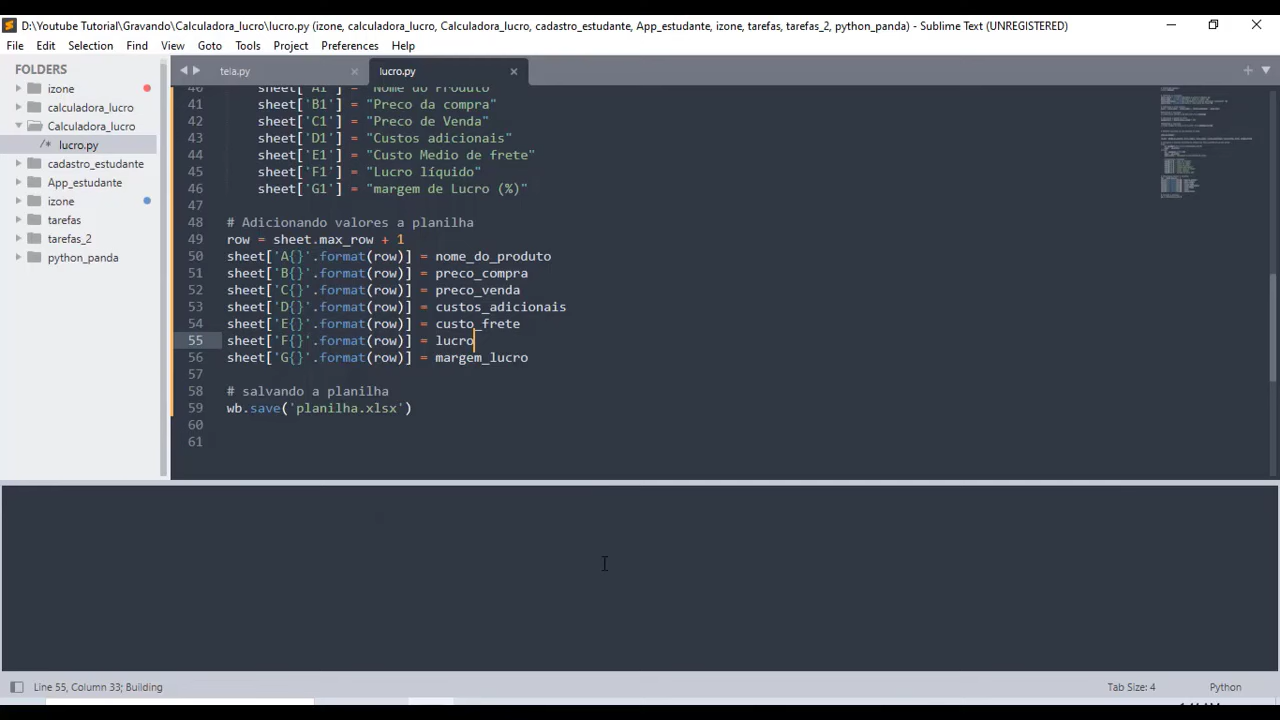 D:\Youtube Tutorial\Gravando\Calculadora_lucro\lucro.py (izone, calculadora_lucro, Calculadora_lucro, cadastro_estudante, App_estudante, izone, tarefas, tarefas_2, python_panda) - Sublime Text (UNREGISTERED)
File Edit Selection Find View Goto Tools Project Preferences Help
FOLDERS
izone
calculadora_lucro
Calculadora_lucro
/* lucro.py
cadastro_estudante
App_estudante
izone
tarefas
tarefas_2
python_panda
tela.py × lucro.py ×
40 sheet['A1'] = "Nome do Produto"
41 sheet['B1'] = "Preco da compra"
42 sheet['C1'] = "Preco de Venda"
43 sheet['D1'] = "Custos adicionais"
44 sheet['E1'] = "Custo Medio de frete"
45 sheet['F1'] = "Lucro líquido"
46 sheet['G1'] = "margem de Lucro (%)"
47
48 # Adicionando valores a planilha
49 row = sheet.max_row + 1
50 sheet['A{}'.format(row)] = nome_do_produto
51 sheet['B{}'.format(row)] = preco_compra
52 sheet['C{}'.format(row)] = preco_venda
53 sheet['D{}'.format(row)] = custos_adicionais
54 sheet['E{}'.format(row)] = custo_frete
55 sheet['F{}'.format(row)] = lucro
56 sheet['G{}'.format(row)] = margem_lucro
57
58 # salvando a planilha
59 wb.save('planilha.xlsx')
60
61
Line 55, Column 33; Building Tab Size: 4 Python